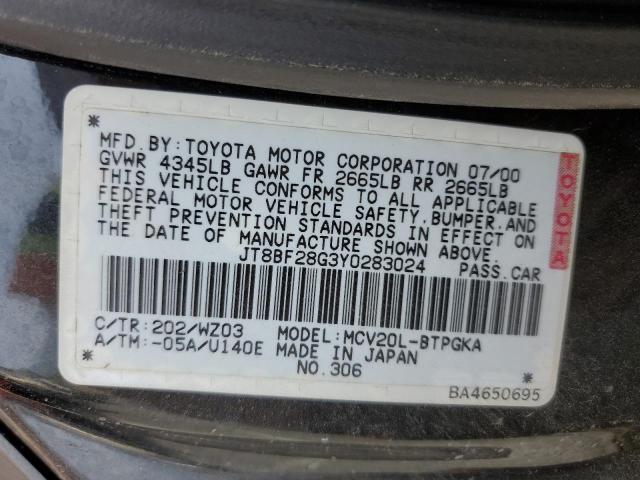 MFD. BY: TOYOTA MOTOR CORPORATION 07/00
GVWR 4345LB GAWR FR 2665LB RR 2665LB
THIS VEHICLE CONFORMS TO ALL APPLICABLE
FEDERAL MOTOR VEHICLE SAFETY, BUMPER, AND
THEFT PREVENTION STANDARDS IN EFFECT ON
DATE OF MANUFACTURE SHOWN ABOVE.
JT8BF28G3Y0283024 PASS. CAR
C/TR: 202/WZ03 MODEL: MCV20L-BTPGKA
A/TM: -05A/U140E MADE IN JAPAN
NO. 306
BA4650695
TOYOTA